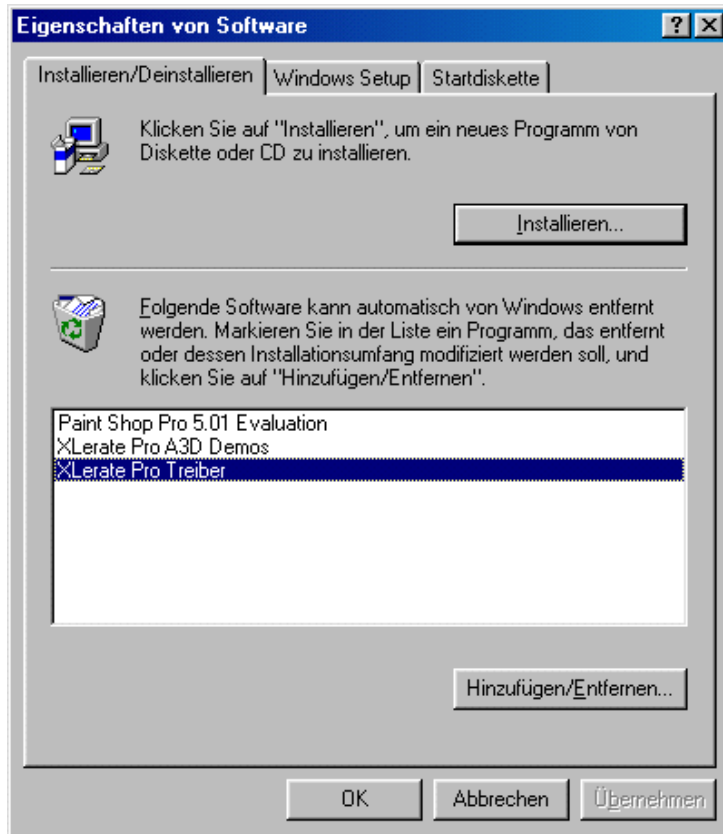 Eigenschaften von Software
Installieren/Deinstallieren Windows Setup Startdiskette
Klicken Sie auf "Installieren", um ein neues Programm von
Diskette oder CD zu installieren.
Installieren...
Folgende Software kann automatisch von Windows entfernt
werden. Markieren Sie in der Liste ein Programm, das entfernt
oder dessen Installationsumfang modifiziert werden soll, und
klicken Sie auf "Hinzufügen/Entfernen".
Paint Shop Pro 5.01 Evaluation
XLerate Pro A3D Demos
XLerate Pro Treiber
Hinzufügen/Entfernen...
OK Abbrechen Übernehmen